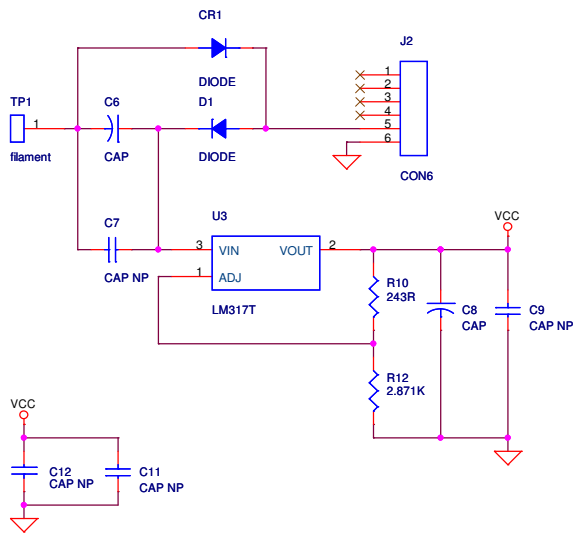 CR1
DIODE
J2
1
2
3
4
5
6
CON6
TP1
1
filament
C6
CAP
D1
DIODE
C7
CAP NP
U3
3
VIN
VOUT
2
1
ADJ
LM317T
VCC
R10
243R
C8
CAP
C9
CAP NP
R12
2.871K
VCC
C12
CAP NP
C11
CAP NP